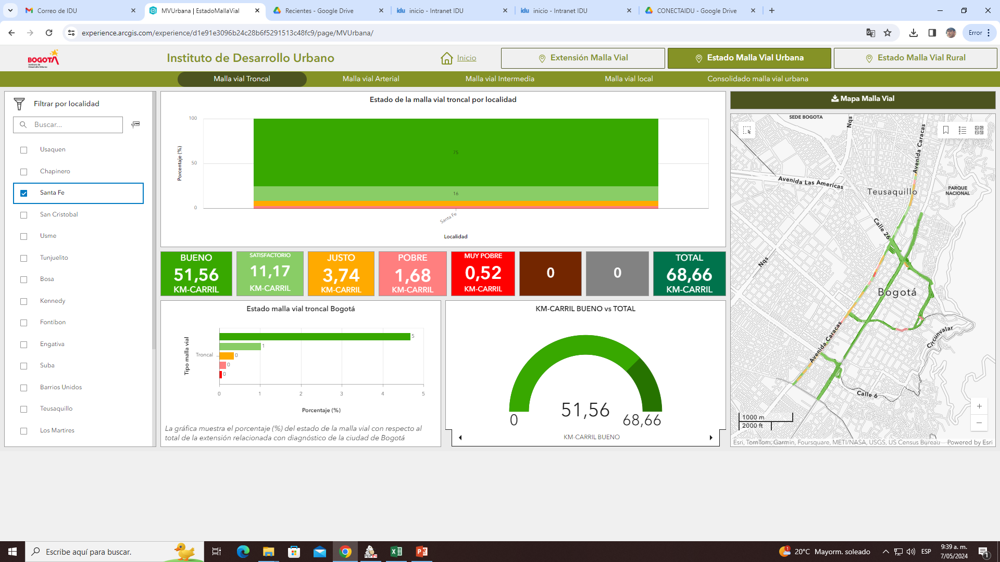 Correo de IDU
MVUrbana | EstadoMallaVial
Recientes - Google Drive
idu inicio - Intranet IDU
idu inicio - Intranet IDU
CONECTAIDU - Google Drive
experience.arcgis.com/experience/d1e91e3096b24c28b6f5291513c48fc9/page/MVUrbana/
Error
BOGOTÁ
Instituto de Desarrollo Urbano
Inicio
Extensión Malla Vial
Estado Malla Vial Urbana
Estado Malla Vial Rural
Malla vial Troncal
Malla vial Arterial
Malla vial Intermedia
Malla vial local
Consolidado malla vial urbana
Filtrar por localidad
Buscar...
Usaquen
Chapinero
Santa Fe
San Cristobal
Usme
Tunjuelito
Bosa
Kennedy
Fontibon
Engativa
Suba
Barrios Unidos
Teusaquillo
Los Martires
Estado de la malla vial troncal por localidad
Porcentaje (%)
100
50
0
75
16
Santa Fe
Localidad
BUENO
51,56
KM-CARRIL
SATISFACTORIO
11,17
KM-CARRIL
JUSTO
3,74
KM-CARRIL
POBRE
1,68
KM-CARRIL
MUY POBRE
0,52
KM-CARRIL
0
0
TOTAL
68,66
KM-CARRIL
Estado malla vial troncal Bogotá
Tipo malla vial
Troncal
5
1
0
0
0
0 1 2 3 4 5
Porcentaje (%)
La gráfica muestra el porcentaje (%) del estado de la malla vial con respecto al
total de la extensión relacionada con diagnóstico de la ciudad de Bogotá
KM-CARRIL BUENO vs TOTAL
51,56
0
68,66
KM-CARRIL BUENO
Mapa Malla Vial
SEDE BOGOTA
Nqs
Avenida Caracas
Avenida Las Americas
Teusaquillo
PARQUE
NACIONAL
Calle 26
Nqs
Bogotá
Avenida Caracas
Circunvalar
Calle 6
1000 m
2000 ft
+
−
Esri, TomTom, Garmin, Foursquare, METI/NASA, USGS, US Census Bureau
Powered by Esri
Escribe aquí para buscar.
1
20°C Mayorm. soleado
ESP
9:39 a. m.
7/05/2024
1